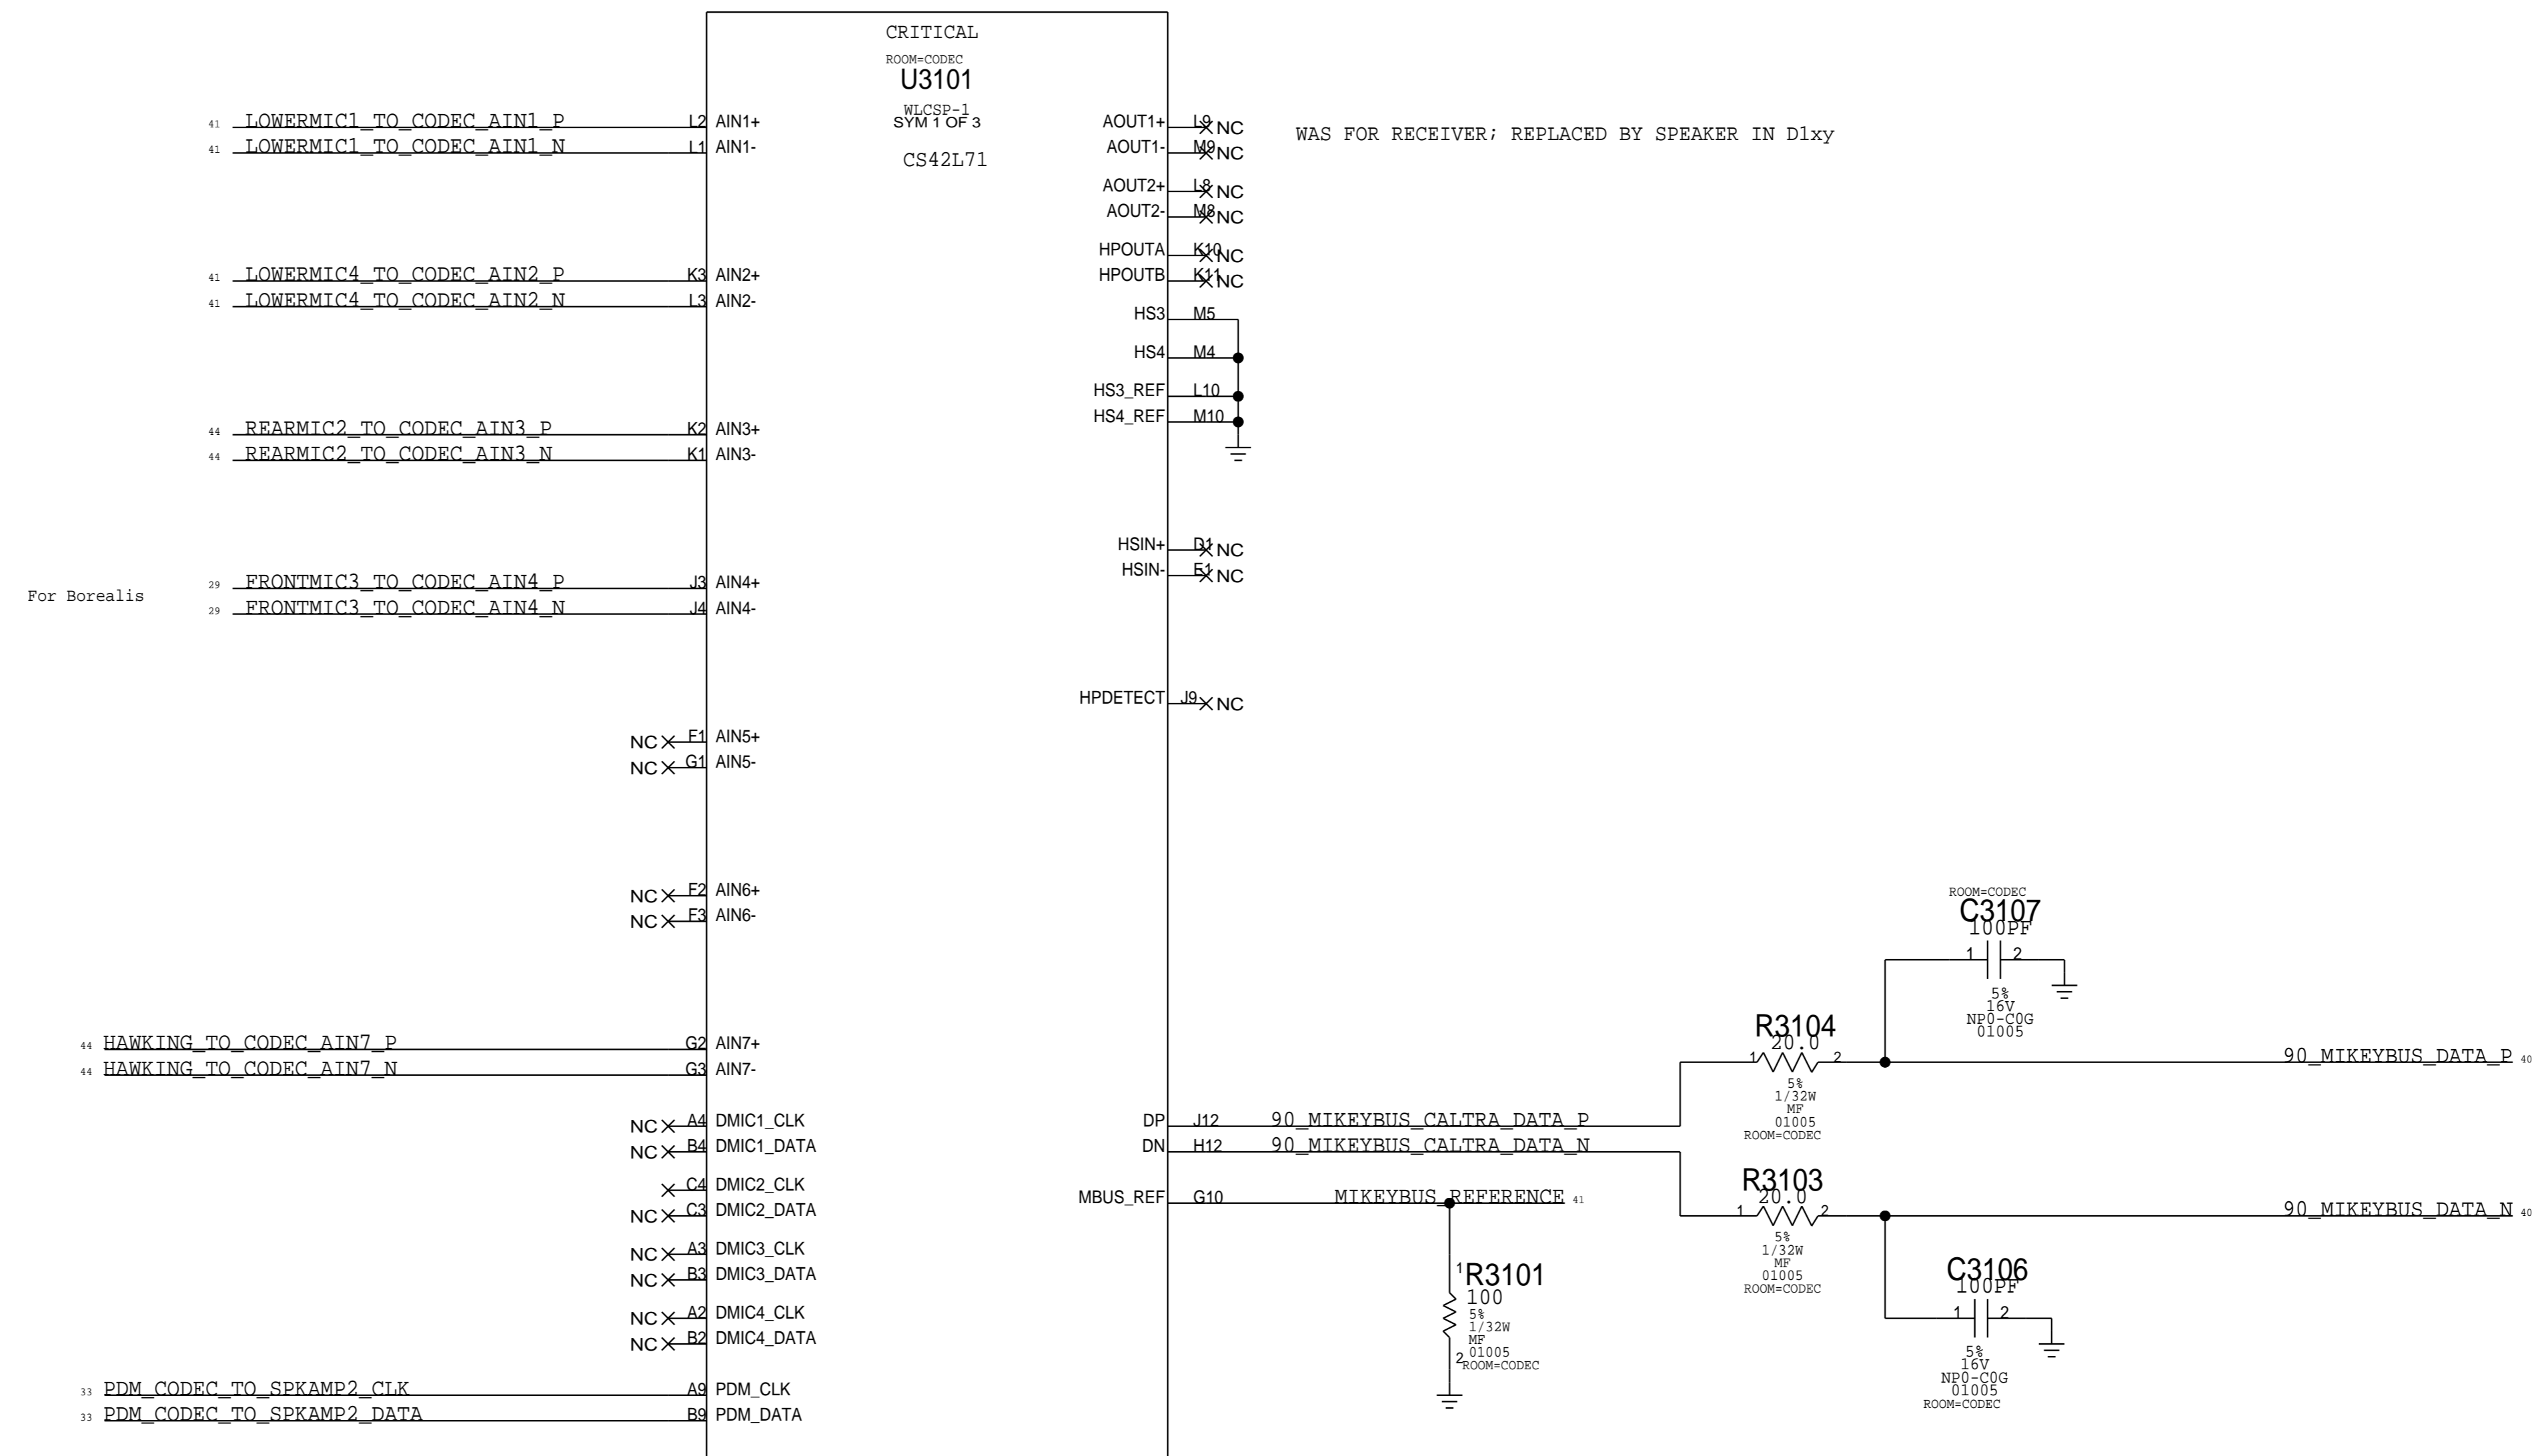 CRITICAL
ROOM=CODEC
U3101
WLCSP-1
SYM 1 OF 3
CS42L71
41 LOWERMIC1_TO_CODEC_AIN1_P L2 AIN1+
41 LOWERMIC1_TO_CODEC_AIN1_N L1 AIN1-
41 LOWERMIC4_TO_CODEC_AIN2_P K3 AIN2+
41 LOWERMIC4_TO_CODEC_AIN2_N L3 AIN2-
44 REARMIC2_TO_CODEC_AIN3_P K2 AIN3+
44 REARMIC2_TO_CODEC_AIN3_N K1 AIN3-
For Borealis
29 FRONTMIC3_TO_CODEC_AIN4_P J3 AIN4+
29 FRONTMIC3_TO_CODEC_AIN4_N J4 AIN4-
NC F1 AIN5+
NC G1 AIN5-
NC F2 AIN6+
NC F3 AIN6-
44 HAWKING_TO_CODEC_AIN7_P G2 AIN7+
44 HAWKING_TO_CODEC_AIN7_N G3 AIN7-
NC A4 DMIC1_CLK
NC B4 DMIC1_DATA
C4 DMIC2_CLK
NC C3 DMIC2_DATA
NC A3 DMIC3_CLK
NC B3 DMIC3_DATA
NC A2 DMIC4_CLK
NC B2 DMIC4_DATA
33 PDM_CODEC_TO_SPKAMP2_CLK A9 PDM_CLK
33 PDM_CODEC_TO_SPKAMP2_DATA B9 PDM_DATA
AOUT1+ L9 NC
AOUT1- M9 NC
WAS FOR RECEIVER; REPLACED BY SPEAKER IN D1xy
AOUT2+ L8 NC
AOUT2- M8 NC
HPOUTA K10 NC
HPOUTB K11 NC
HS3 M5
HS4 M4
HS3_REF L10
HS4_REF M10
HSIN+ D1 NC
HSIN- E1 NC
HPDETECT J9 NC
DP J12 90_MIKEYBUS_CALTRA_DATA_P
DN H12 90_MIKEYBUS_CALTRA_DATA_N
MBUS_REF G10 MIKEYBUS_REFERENCE 41
1 R3101
100
5%
1/32W
MF
01005
2 ROOM=CODEC
ROOM=CODEC
C3107
100PF
1 2
5%
16V
NP0-C0G
01005
R3104
20.0
1 2
5%
1/32W
MF
01005
ROOM=CODEC
90_MIKEYBUS_DATA_P 40
R3103
20.0
1 2
5%
1/32W
MF
01005
ROOM=CODEC
90_MIKEYBUS_DATA_N 40
C3106
100PF
1 2
5%
16V
NP0-C0G
01005
ROOM=CODEC